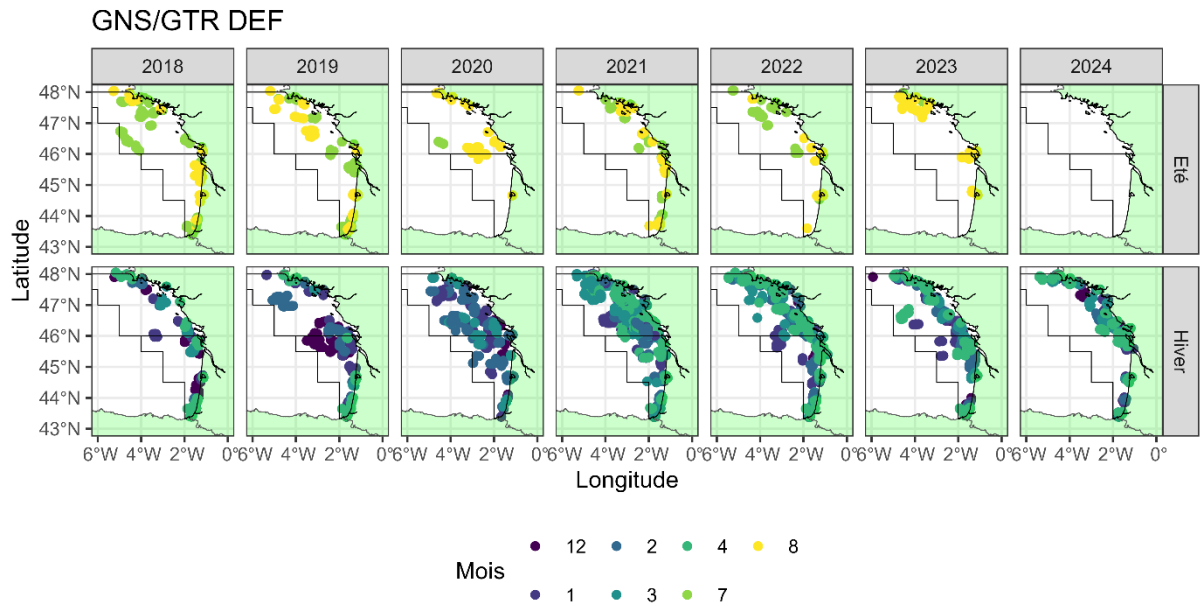 GNS/GTR DEF
2018 2019 2020 2021 2022 2023 2024
48°N
47°N
46°N
45°N
44°N
43°N
Eté
48°N
47°N
46°N
45°N
44°N
43°N
Hiver
6°W 4°W 2°W 0°6°W 4°W 2°W 0°6°W 4°W 2°W 0°6°W 4°W 2°W 0°6°W 4°W 2°W 0°6°W 4°W 2°W 0°6°W 4°W 2°W 0°
Latitude
Longitude
Mois
12 2 4 8
1 3 7